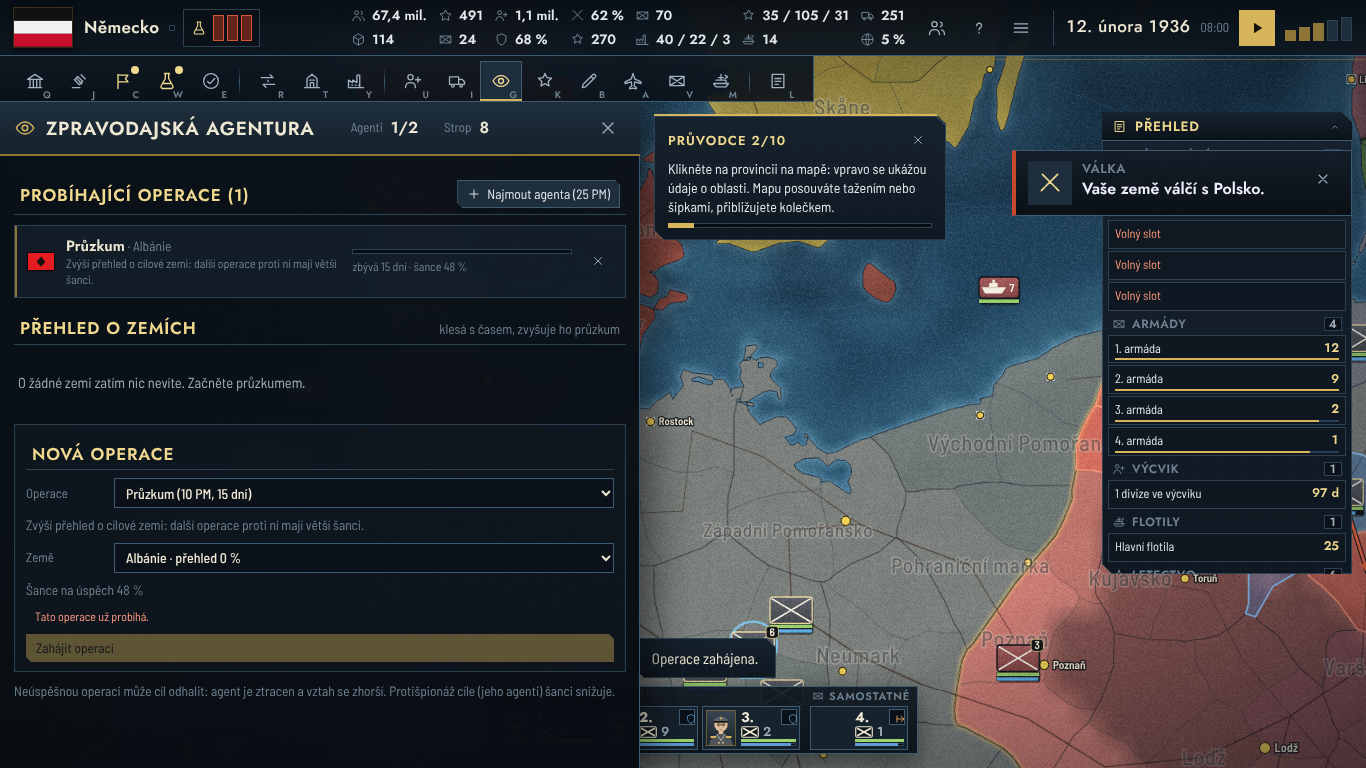 Německo
67,4 mil.
491
1,1 mil.
62 %
70
35 / 105 / 31
251
114
24
68 %
270
40 / 22 / 3
14
5 %
?
12. února 1936
08:00
Q
J
C
W
E
R
T
Y
U
I
G
K
B
A
V
M
L
ZPRAVODAJSKÁ AGENTURA
Agenti 1/2
Strop 8
PROBÍHAJÍCÍ OPERACE (1)
Najmout agenta (25 PM)
Průzkum · Albánie
Zvýší přehled o cílové zemi: další operace proti ní mají větší
šanci.
zbývá 15 dní · šance 48 %
PŘEHLED O ZEMÍCH
klesá s časem, zvyšuje ho průzkum
O žádné zemi zatím nic nevíte. Začněte průzkumem.
NOVÁ OPERACE
Operace
Průzkum (10 PM, 15 dní)
Zvýší přehled o cílové zemi: další operace proti ní mají větší šanci.
Země
Albánie · přehled 0 %
Šance na úspěch 48 %
Tato operace už probíhá.
Zahájit operaci
Neúspěšnou operaci může cíl odhalit: agent je ztracen a vztah se zhorší. Protišpionáž cíle (jeho agenti) šanci snižuje.
Skåne
PRŮVODCE 2/10
Klikněte na provincii na mapě: vpravo se ukážou
údaje o oblasti. Mapu posouváte tažením nebo
šipkami, přibližujete kolečkem.
PŘEHLED
VÁLKA
Vaše země válčí s Polsko.
Volný slot
Volný slot
Volný slot
ARMÁDY
4
1. armáda
12
2. armáda
9
3. armáda
2
4. armáda
1
VÝCVIK
1
1 divize ve výcviku
97 d
FLOTILY
1
Hlavní flotila
25
7
Rostock
Východní Pomořan
Západní Pomořansko
Pohraniční marka
Kujavsko
Toruń
6
Neumark
Poznaň
3
Poznaň
Varš
Lodž
Lodž
Operace zahájena.
SAMOSTATNÉ
2.
9
3.
2
4.
1